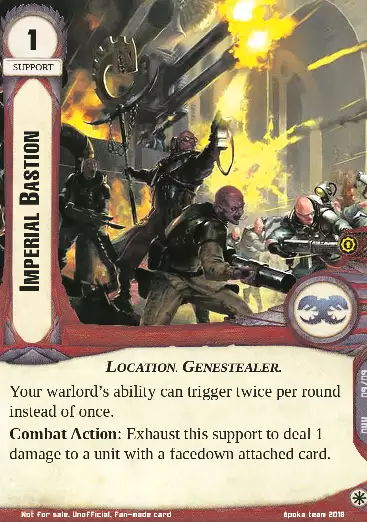 1
SUPPORT
IMPERIAL BASTION
LOCATION. GENESTEALER.
Your warlord's ability can trigger twice per round
instead of once.
Combat Action: Exhaust this support to deal 1
damage to a unit with a facedown attached card.
Not for sale. Unofficial. Fan-made card
Apoka team 2018